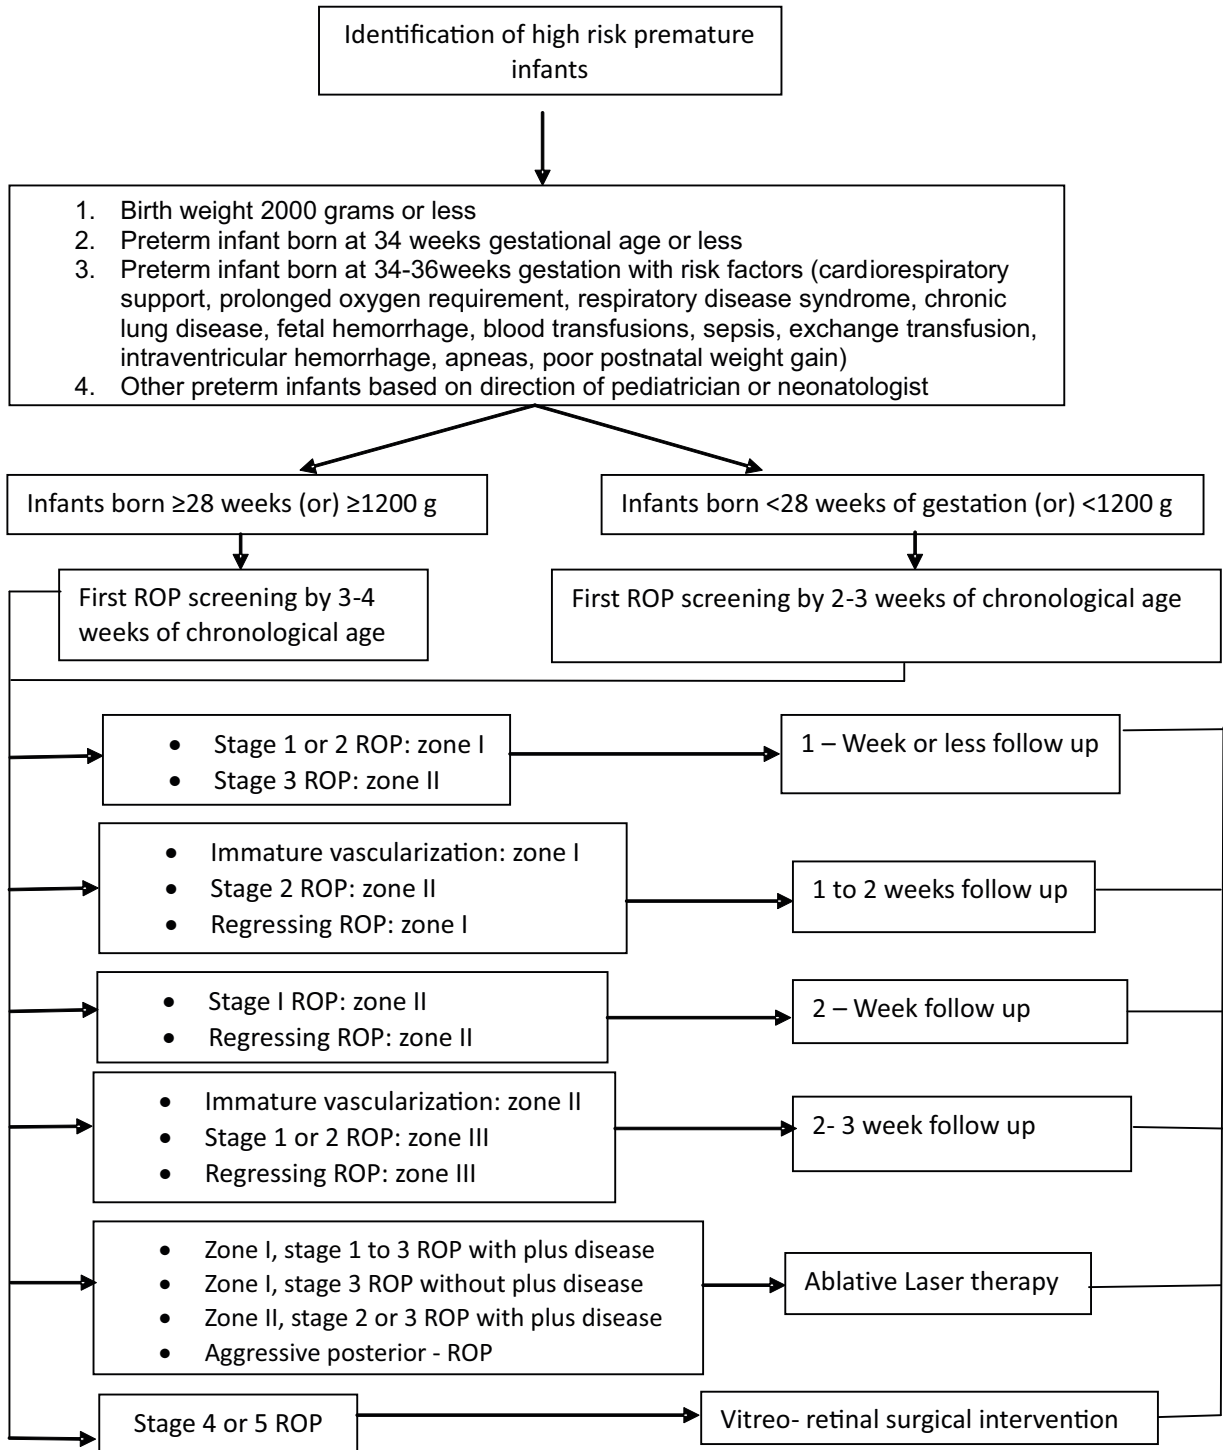 Identification of high risk premature
infants
1. Birth weight 2000 grams or less
2. Preterm infant born at 34 weeks gestational age or less
3. Preterm infant born at 34-36weeks gestation with risk factors (cardiorespiratory
support, prolonged oxygen requirement, respiratory disease syndrome, chronic
lung disease, fetal hemorrhage, blood transfusions, sepsis, exchange transfusion,
intraventricular hemorrhage, apneas, poor postnatal weight gain)
4. Other preterm infants based on direction of pediatrician or neonatologist
Infants born ≥28 weeks (or) ≥1200 g
Infants born <28 weeks of gestation (or) <1200 g
First ROP screening by 3-4
weeks of chronological age
First ROP screening by 2-3 weeks of chronological age
• Stage 1 or 2 ROP: zone I
• Stage 3 ROP: zone II
1 – Week or less follow up
• Immature vascularization: zone I
• Stage 2 ROP: zone II
• Regressing ROP: zone I
1 to 2 weeks follow up
• Stage I ROP: zone II
• Regressing ROP: zone II
2 – Week follow up
• Immature vascularization: zone II
• Stage 1 or 2 ROP: zone III
• Regressing ROP: zone III
2- 3 week follow up
• Zone I, stage 1 to 3 ROP with plus disease
• Zone I, stage 3 ROP without plus disease
• Zone II, stage 2 or 3 ROP with plus disease
• Aggressive posterior - ROP
Ablative Laser therapy
Stage 4 or 5 ROP
Vitreo- retinal surgical intervention